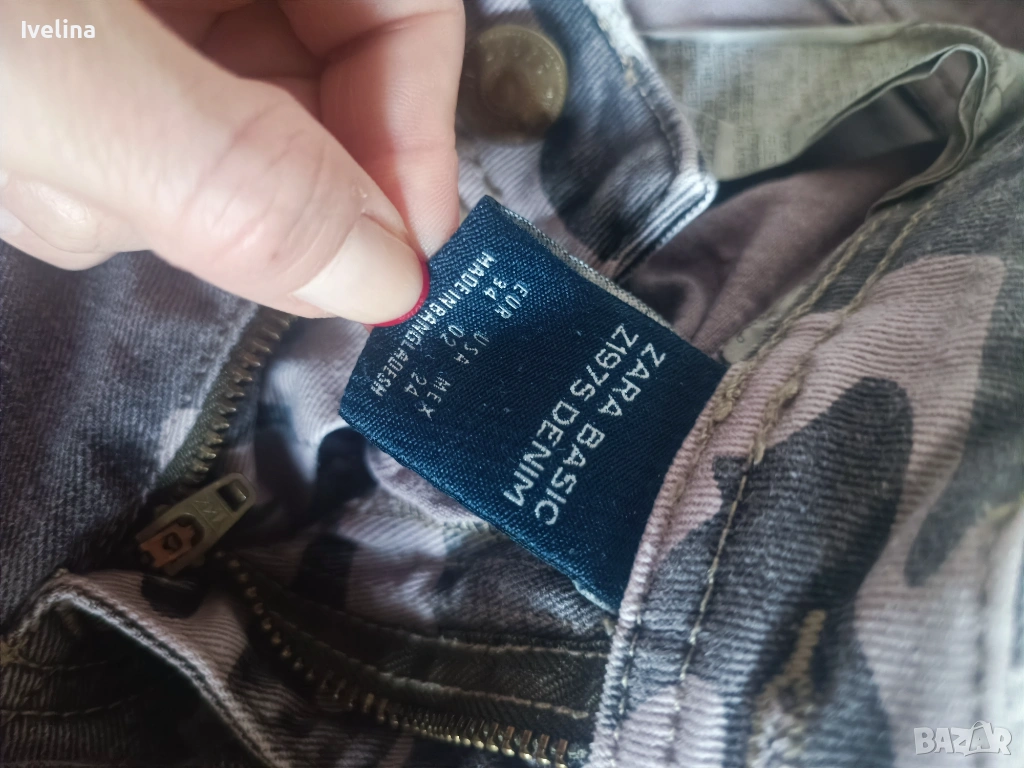 Ivelina
ZARA BASIC
Z1975 DENIM
EUR USA MEX
34 02 24
MADE IN BANGLADESH
BAZAR